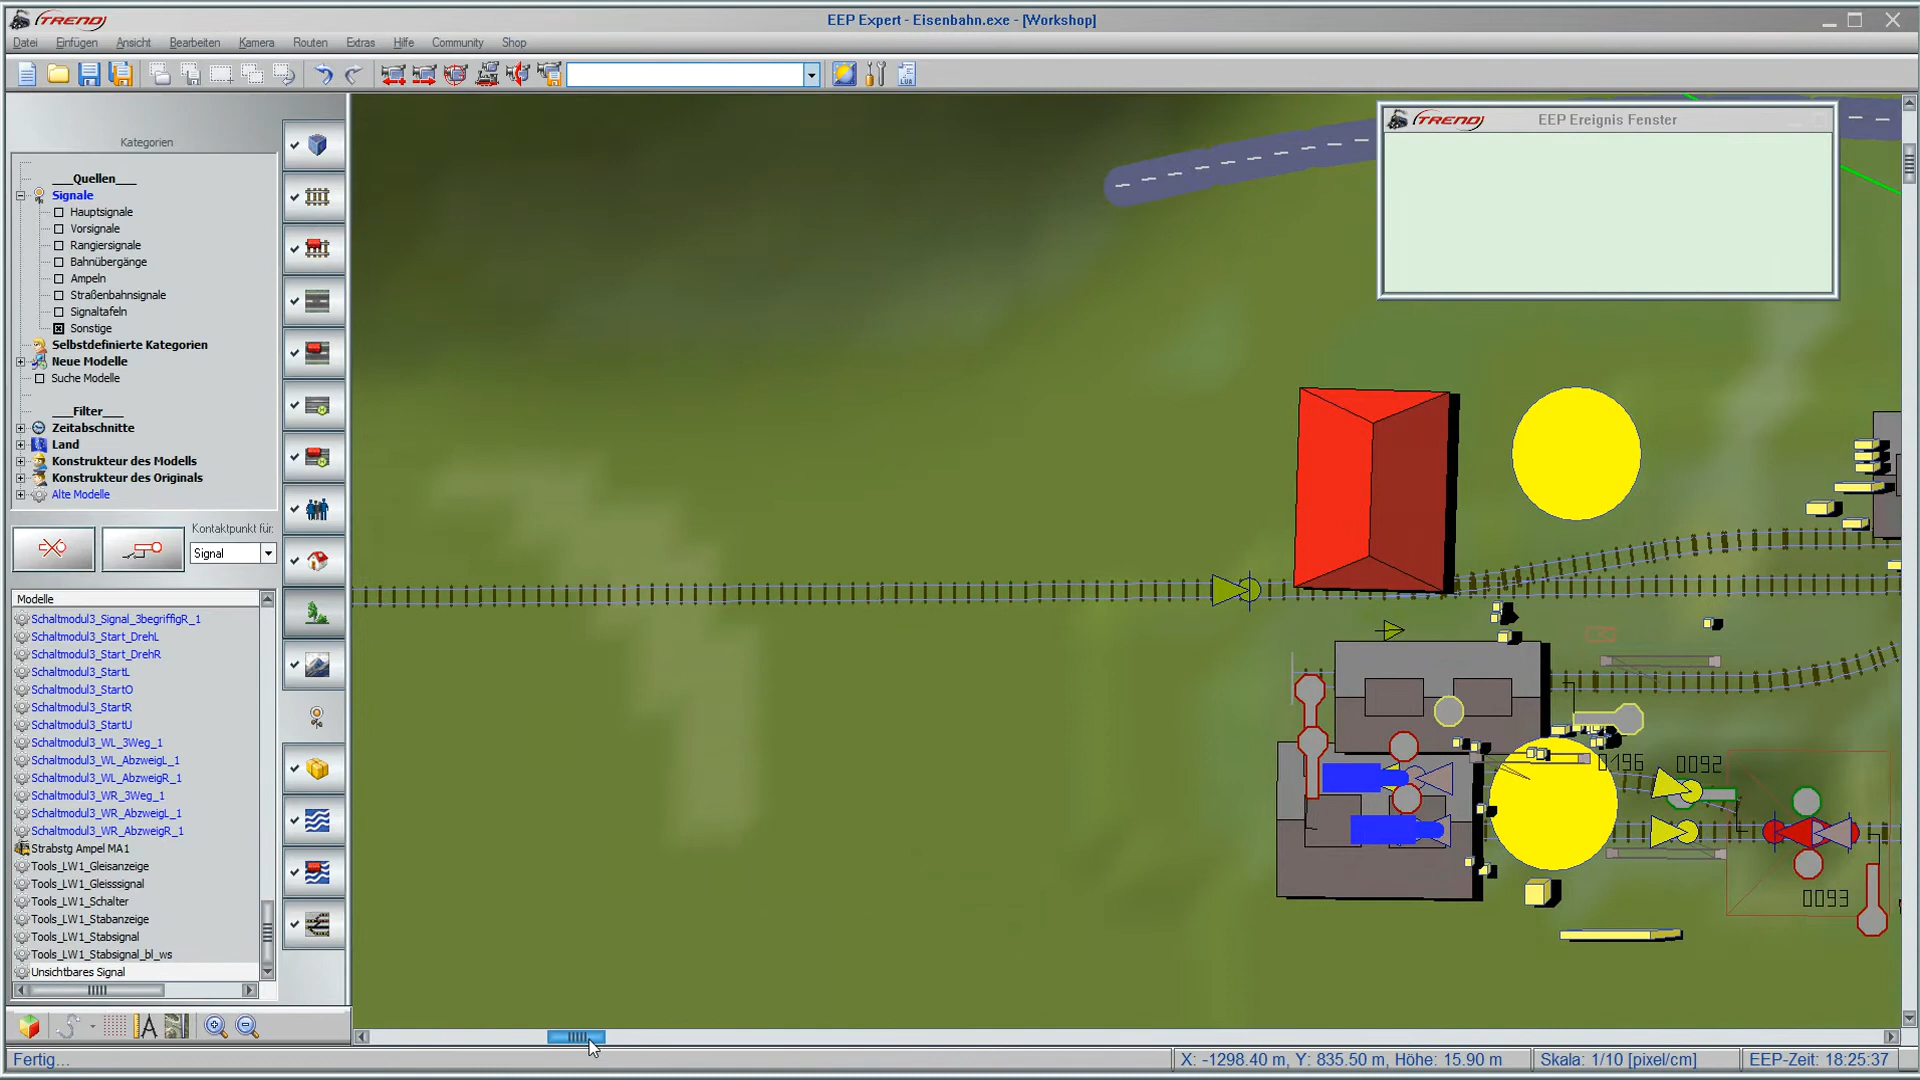 TREND
EEP Expert - Eisenbahn.exe - [Workshop]
Datei Einfügen Ansicht Bearbeiten Kamera Routen Extras Hilfe Community Shop
LUA
Kategorien
___Quellen___
Signale
Hauptsignale
Vorsignale
Rangiersignale
Bahnübergänge
Ampeln
Straßenbahnsignale
Signaltafeln
Sonstige
Selbstdefinierte Kategorien
Neue Modelle
Suche Modelle
___Filter___
Zeitabschnitte
Land
Konstrukteur des Modells
Konstrukteur des Originals
Alte Modelle
Kontaktpunkt für:
Signal
Modelle
Schaltmodul3_Signal_3begriffigR_1
Schaltmodul3_Start_DrehL
Schaltmodul3_Start_DrehR
Schaltmodul3_StartL
Schaltmodul3_StartO
Schaltmodul3_StartR
Schaltmodul3_StartU
Schaltmodul3_WL_3Weg_1
Schaltmodul3_WL_AbzweigL_1
Schaltmodul3_WL_AbzweigR_1
Schaltmodul3_WR_3Weg_1
Schaltmodul3_WR_AbzweigL_1
Schaltmodul3_WR_AbzweigR_1
Strabstg Ampel MA1
Tools_LW1_Gleisanzeige
Tools_LW1_Gleisssignal
Tools_LW1_Schalter
Tools_LW1_Stabanzeige
Tools_LW1_Stabsignal
Tools_LW1_Stabsignal_bl_ws
Unsichtbares Signal
TREND EEP Ereignis Fenster
0196 0092
0093
Fertig...
X: -1298.40 m, Y: 835.50 m, Höhe: 15.90 m
Skala: 1/10 [pixel/cm]
EEP-Zeit: 18:25:37